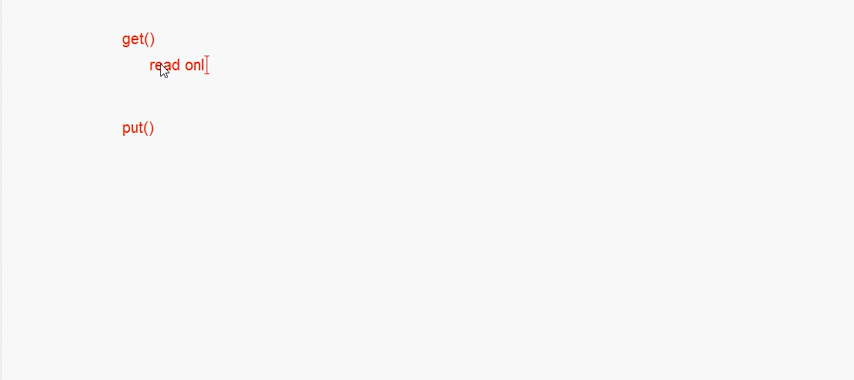 get()
read onl
put()